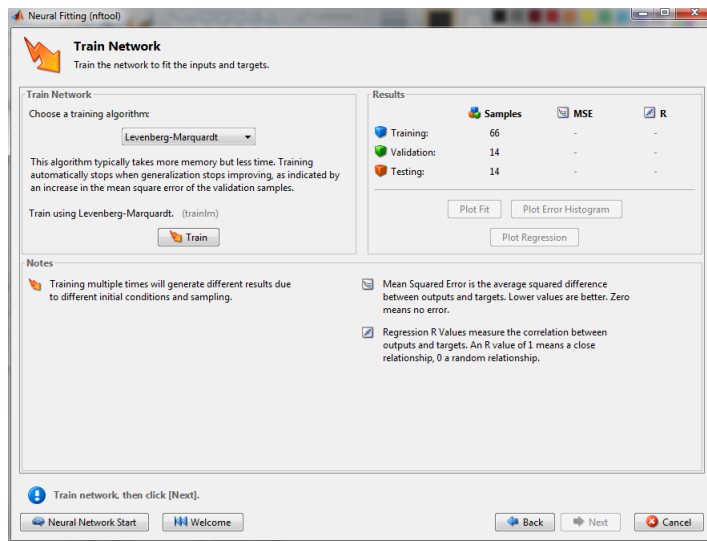 Neural Fitting (nftool)
Train Network
Train the network to fit the inputs and targets.
Train Network
Choose a training algorithm:
Levenberg-Marquardt
This algorithm typically takes more memory but less time. Training
automatically stops when generalization stops improving, as indicated by
an increase in the mean square error of the validation samples.
Train using Levenberg-Marquardt. (trainlm)
Train
Results
Samples MSE R
Training: 66 - -
Validation: 14 - -
Testing: 14 - -
Plot Fit Plot Error Histogram
Plot Regression
Notes
Training multiple times will generate different results due
to different initial conditions and sampling.
Mean Squared Error is the average squared difference
between outputs and targets. Lower values are better. Zero
means no error.
Regression R Values measure the correlation between
outputs and targets. An R value of 1 means a close
relationship, 0 a random relationship.
Train network, then click [Next].
Neural Network Start Welcome Back Next Cancel